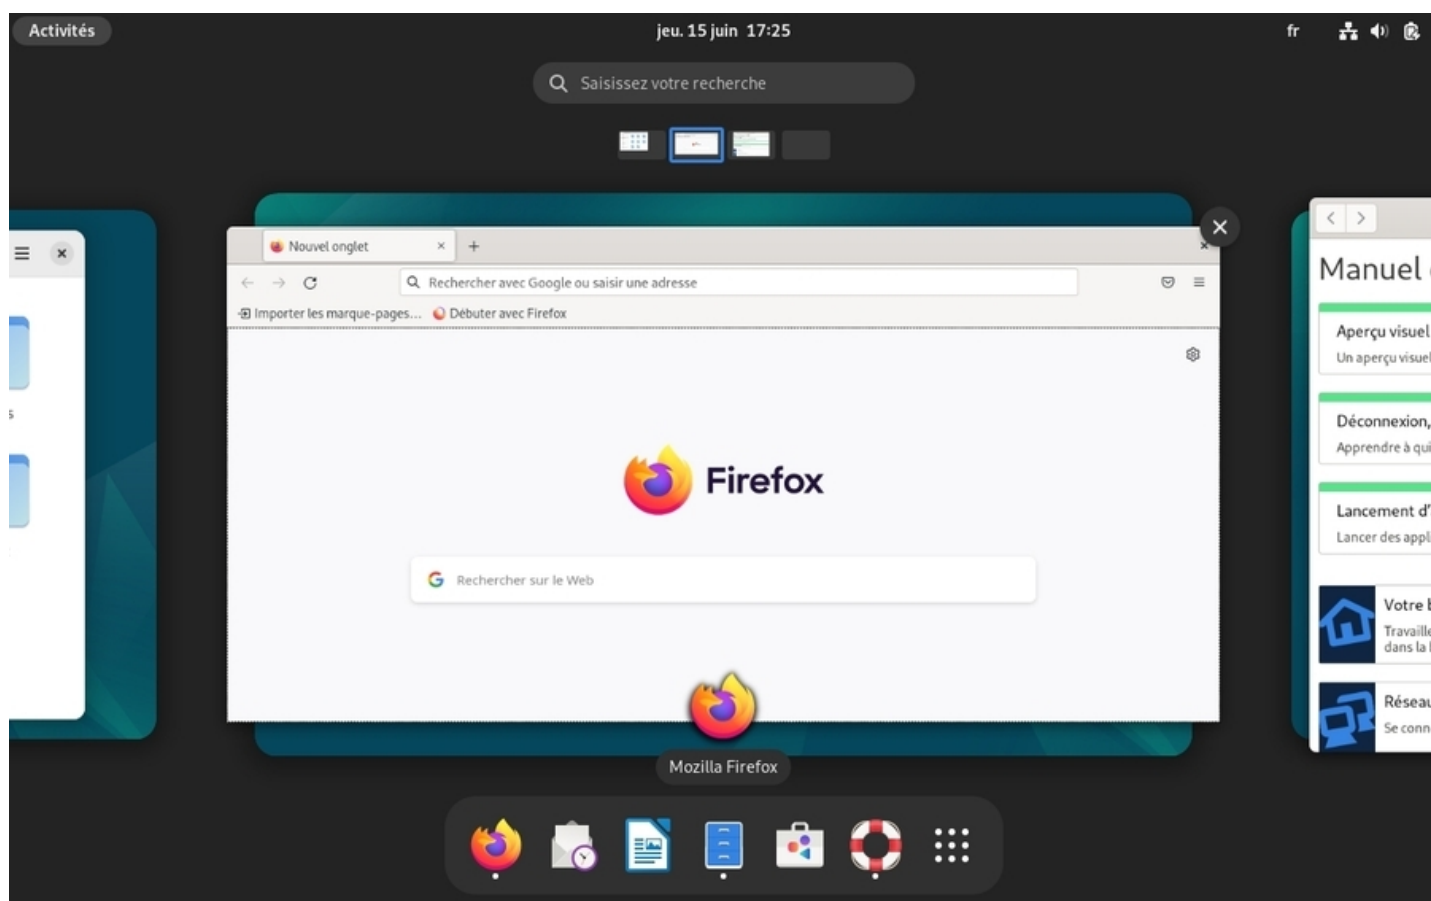 Activités
jeu. 15 juin 17:25
fr
Saisissez votre recherche
Nouvel onglet
Rechercher avec Google ou saisir une adresse
Importer les marque-pages...
Débuter avec Firefox
Firefox
Rechercher sur le Web
Mozilla Firefox
s
Manuel
Aperçu visuel
Un aperçu visuel
Déconnexion,
Apprendre à qui
Lancement d'
Lancer des appli
Votre b
Travaille
dans la
Réseau
Se conn